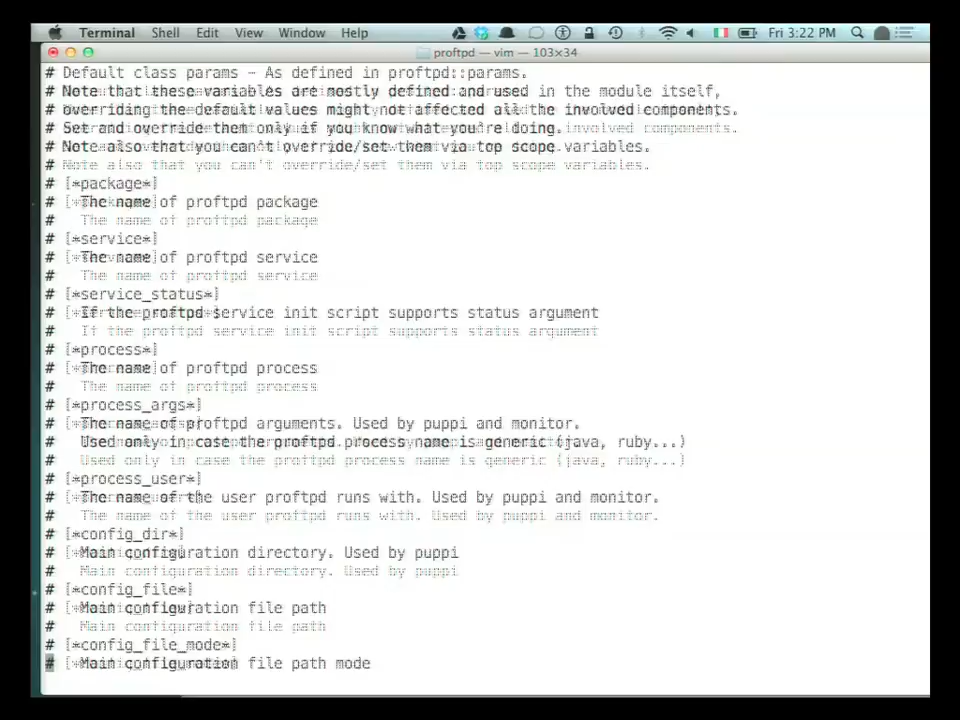 Terminal Shell Edit View Window Help Fri 3:22 PM
proftpd — vim — 103×34
# Default class params - As defined in proftpd::params.
# Note that these variables are mostly defined and used in the module itself,
# overriding the default values might not affected all the involved components.
# Set and override them only if you know what you're doing.
# Note also that you can't override/set them via top scope variables.
#
# [*package*]
# The name of proftpd package
#
# [*service*]
# The name of proftpd service
#
# [*service_status*]
# If the proftpd service init script supports status argument
#
# [*process*]
# The name of proftpd process
#
# [*process_args*]
# The name of proftpd arguments. Used by puppi and monitor.
# Used only in case the proftpd process name is generic (java, ruby...)
#
# [*process_user*]
# The name of the user proftpd runs with. Used by puppi and monitor.
#
# [*config_dir*]
# Main configuration directory. Used by puppi
#
# [*config_file*]
# Main configuration file path
#
# [*config_file_mode*]
# Main configuration file path mode